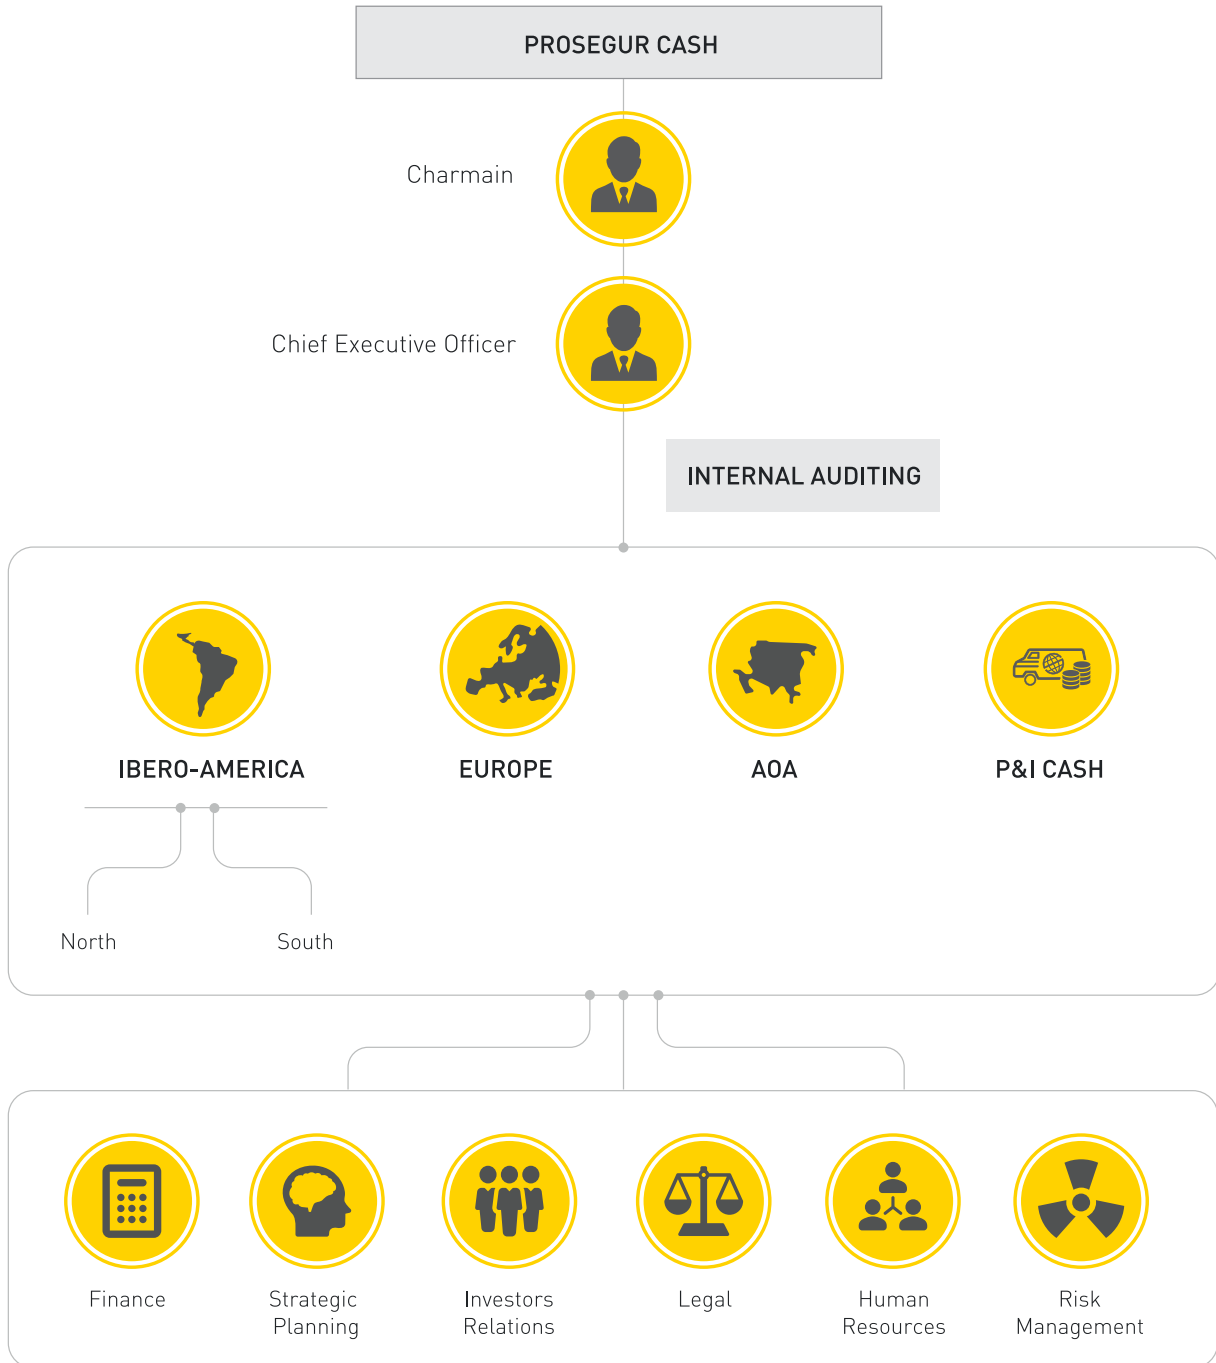 PROSEGUR CASH
Charmain
Chief Executive Officer
INTERNAL AUDITING
IBERO-AMERICA
EUROPE
AOA
P&I CASH
North
South
Finance
Strategic
Planning
Investors
Relations
Legal
Human
Resources
Risk
Management